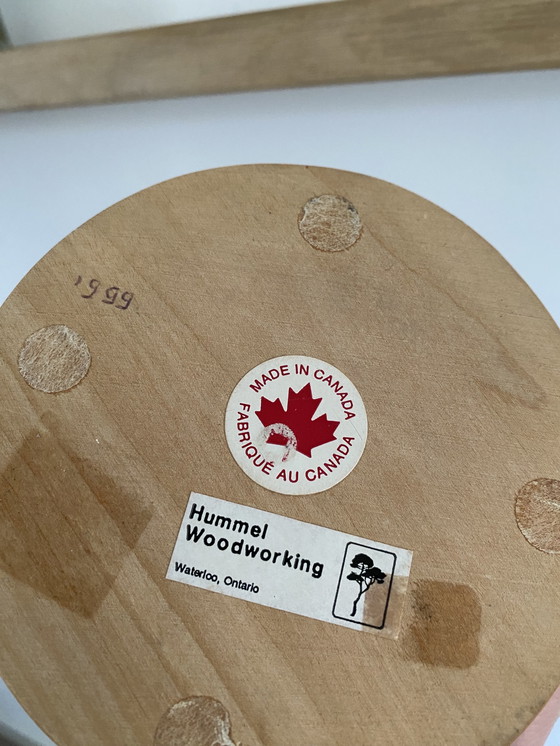 MADE IN CANADA
FABRIQUÉ AU CANADA
Hummel
Woodworking
Waterloo, Ontario